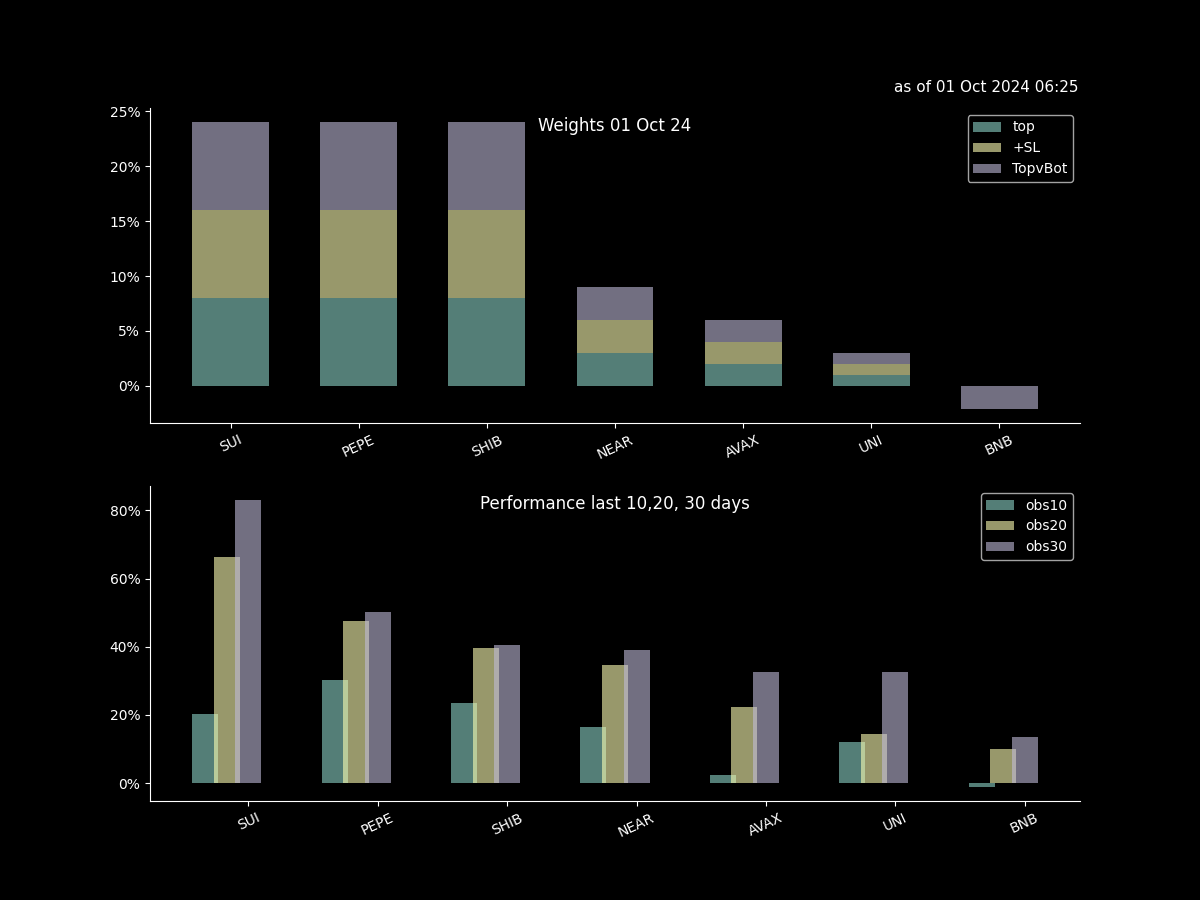 as of 01 Oct 2024 06:25
Weights 01 Oct 24
25%
20%
15%
10%
5%
0%
top
+SL
TopvBot
SUI
PEPE
SHIB
NEAR
AVAX
UNI
BNB
Performance last 10,20, 30 days
80%
60%
40%
20%
0%
obs10
obs20
obs30
SUI
PEPE
SHIB
NEAR
AVAX
UNI
BNB